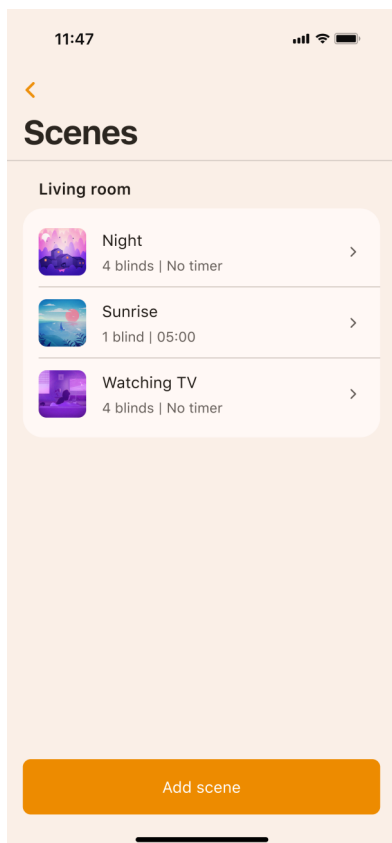 11:47
Scenes
Living room
Night
4 blinds | No timer
Sunrise
1 blind | 05:00
Watching TV
4 blinds | No timer
Add scene